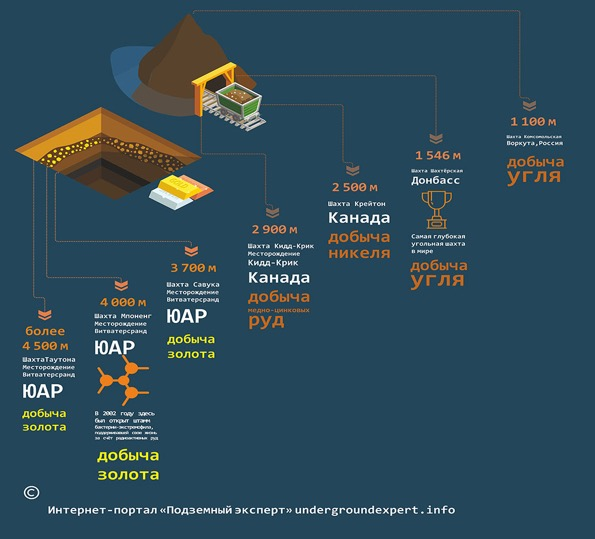 1 100 м
Шахта Комсомольская
Воркута,Россия
добыча
угля
1 546 м
Шахта Шахтёрская
Донбасс
Самая глубокая
угольная шахта
в мире
добыча
угля
2 500 м
Шахта Крейтон
Канада
добыча
никеля
2 900 м
Шахта Кидд-Крик
Месторождение
Кидд-Крик
Канада
добыча
медно-цинковых
руд
3 700 м
Шахта Савука
Месторождение
Витватерсранд
ЮАР
добыча
золота
4 000 м
Шахта Мпоненг
Месторождение
Витватерсранд
ЮАР
В 2002 году здесь
был открыт штамм
бактерии-экстремофила,
поддерживавшей свою жизнь
за счёт радиоактивных руд
добыча
золота
более
4 500 м
ШахтаТаутона
Месторождение
Витватерсранд
ЮАР
добыча
золота
©
Интернет-портал «Подземный эксперт» undergroundexpert.info